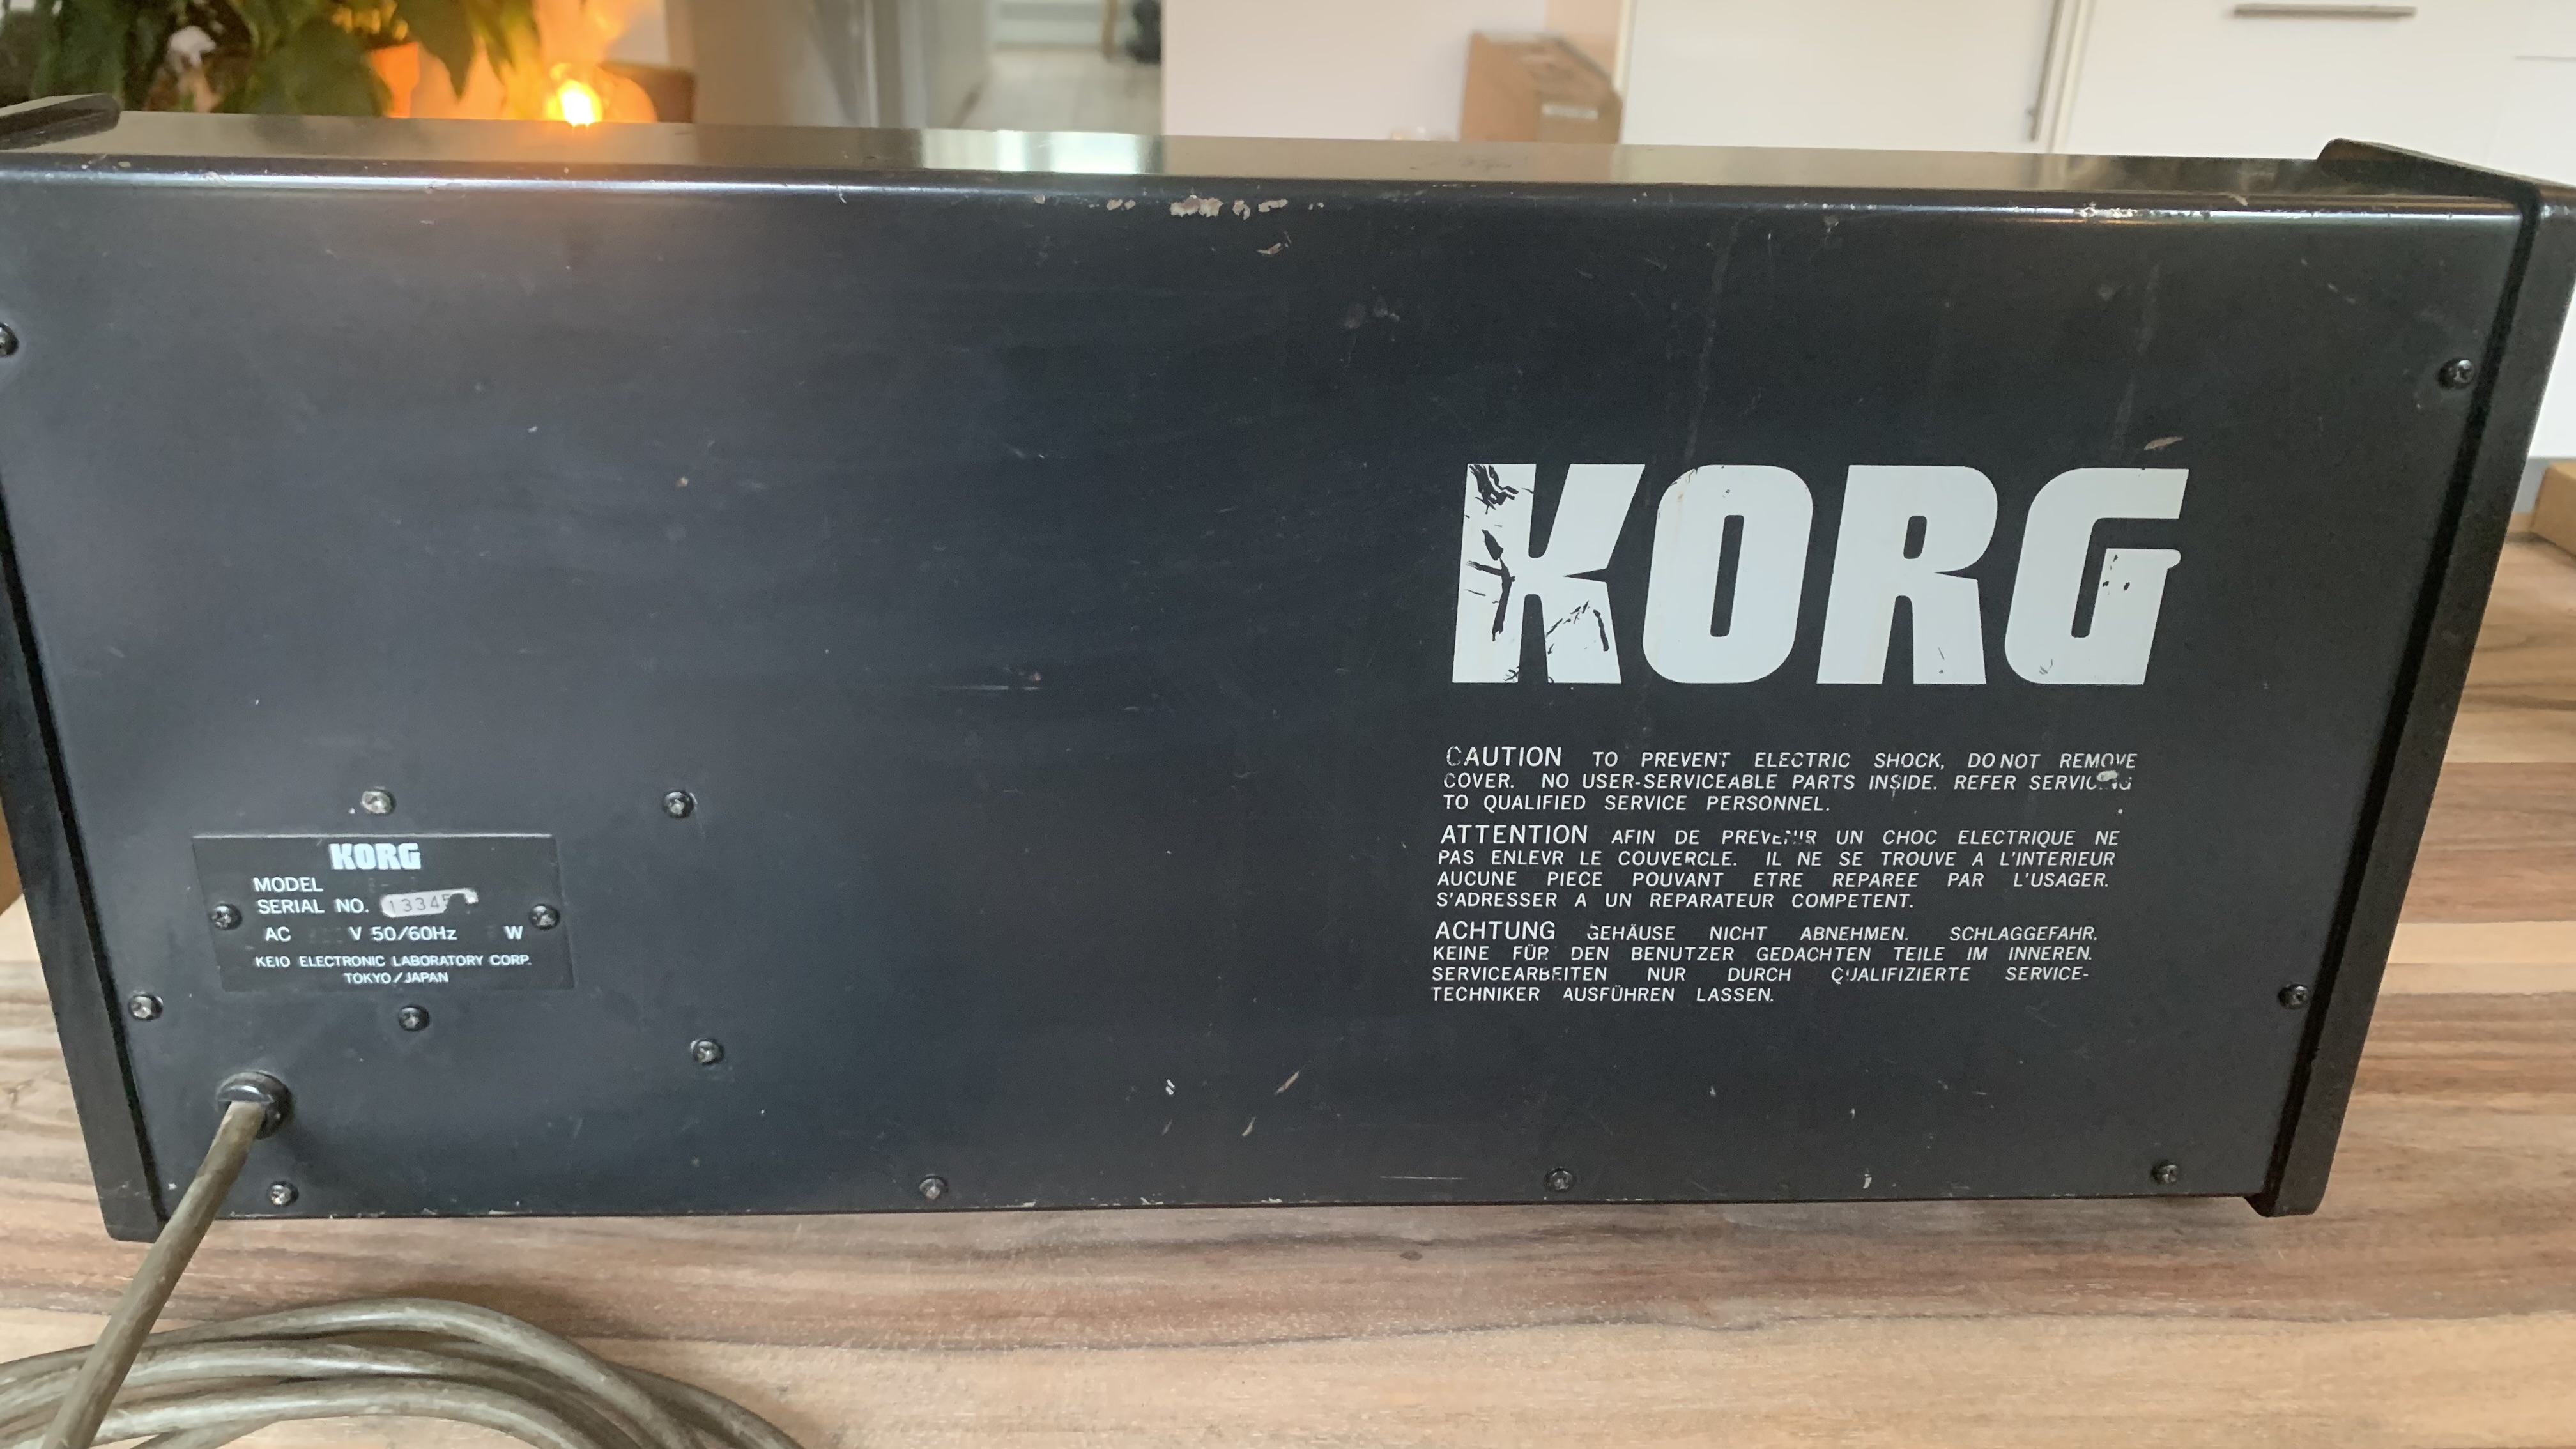 KORG
CAUTION TO PREVENT ELECTRIC SHOCK, DO NOT REMOVE
COVER. NO USER-SERVICEABLE PARTS INSIDE. REFER SERVICING
TO QUALIFIED SERVICE PERSONNEL.
ATTENTION AFIN DE PREVENIR UN CHOC ELECTRIQUE NE
PAS ENLEVR LE COUVERCLE. IL NE SE TROUVE A L'INTERIEUR
AUCUNE PIECE POUVANT ETRE REPAREE PAR L'USAGER.
S'ADRESSER A UN REPARATEUR COMPETENT.
ACHTUNG GEHÄUSE NICHT ABNEHMEN. SCHLAGGEFAHR.
KEINE FÜR DEN BENUTZER GEDACHTEN TEILE IM INNEREN.
SERVICEARBEITEN NUR DURCH QUALIFIZIERTE SERVICE-
TECHNIKER AUSFÜHREN LASSEN.
KORG
MODEL
SERIAL NO.
AC V 50/60Hz W
KEIO ELECTRONIC LABORATORY CORP.
TOKYO/JAPAN